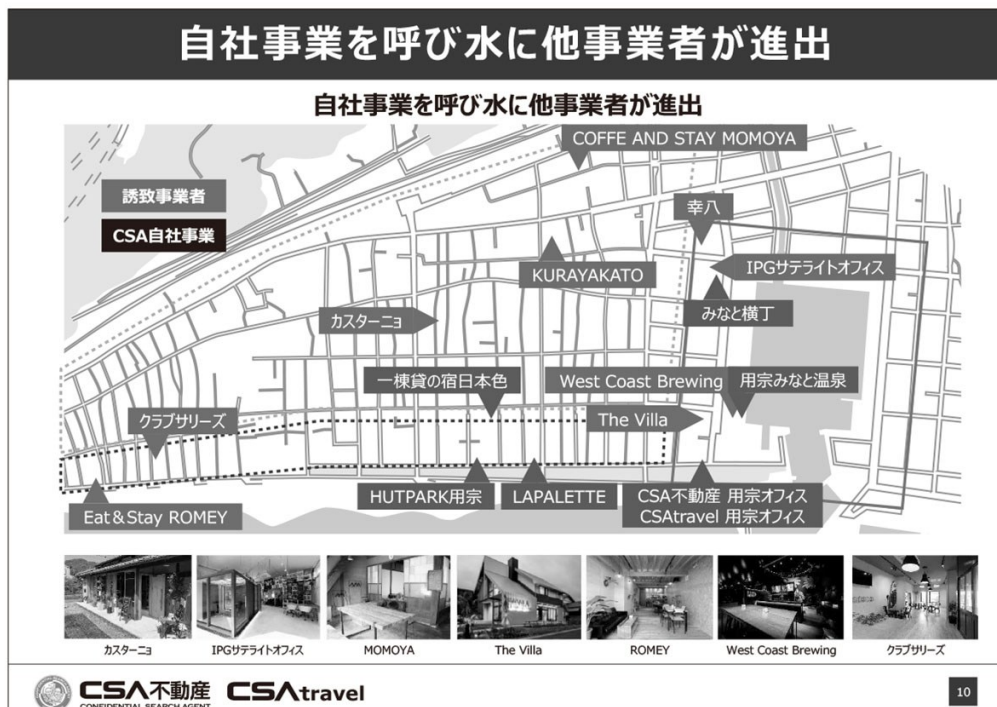 自社事業を呼び水に他事業者が進出
自社事業を呼び水に他事業者が進出
COFFE AND STAY MOMOYA
誘致事業者
CSA自社事業
幸八
IPGサテライトオフィス
KURAYAKATO
みなと横丁
カスターニョ
一棟貸の宿日本色
West Coast Brewing
用宗みなと温泉
クラブサリーズ
The Villa
HUTPARK用宗
LAPALETTE
CSA不動産 用宗オフィス
CSAtravel 用宗オフィス
Eat&Stay ROMEY
カスターニョ
IPGサテライトオフィス
MOMOYA
The Villa
ROMEY
West Coast Brewing
クラブサリーズ
CSA不動産
CONFIDENTIAL SEARCH AGENT
CSAtravel
10